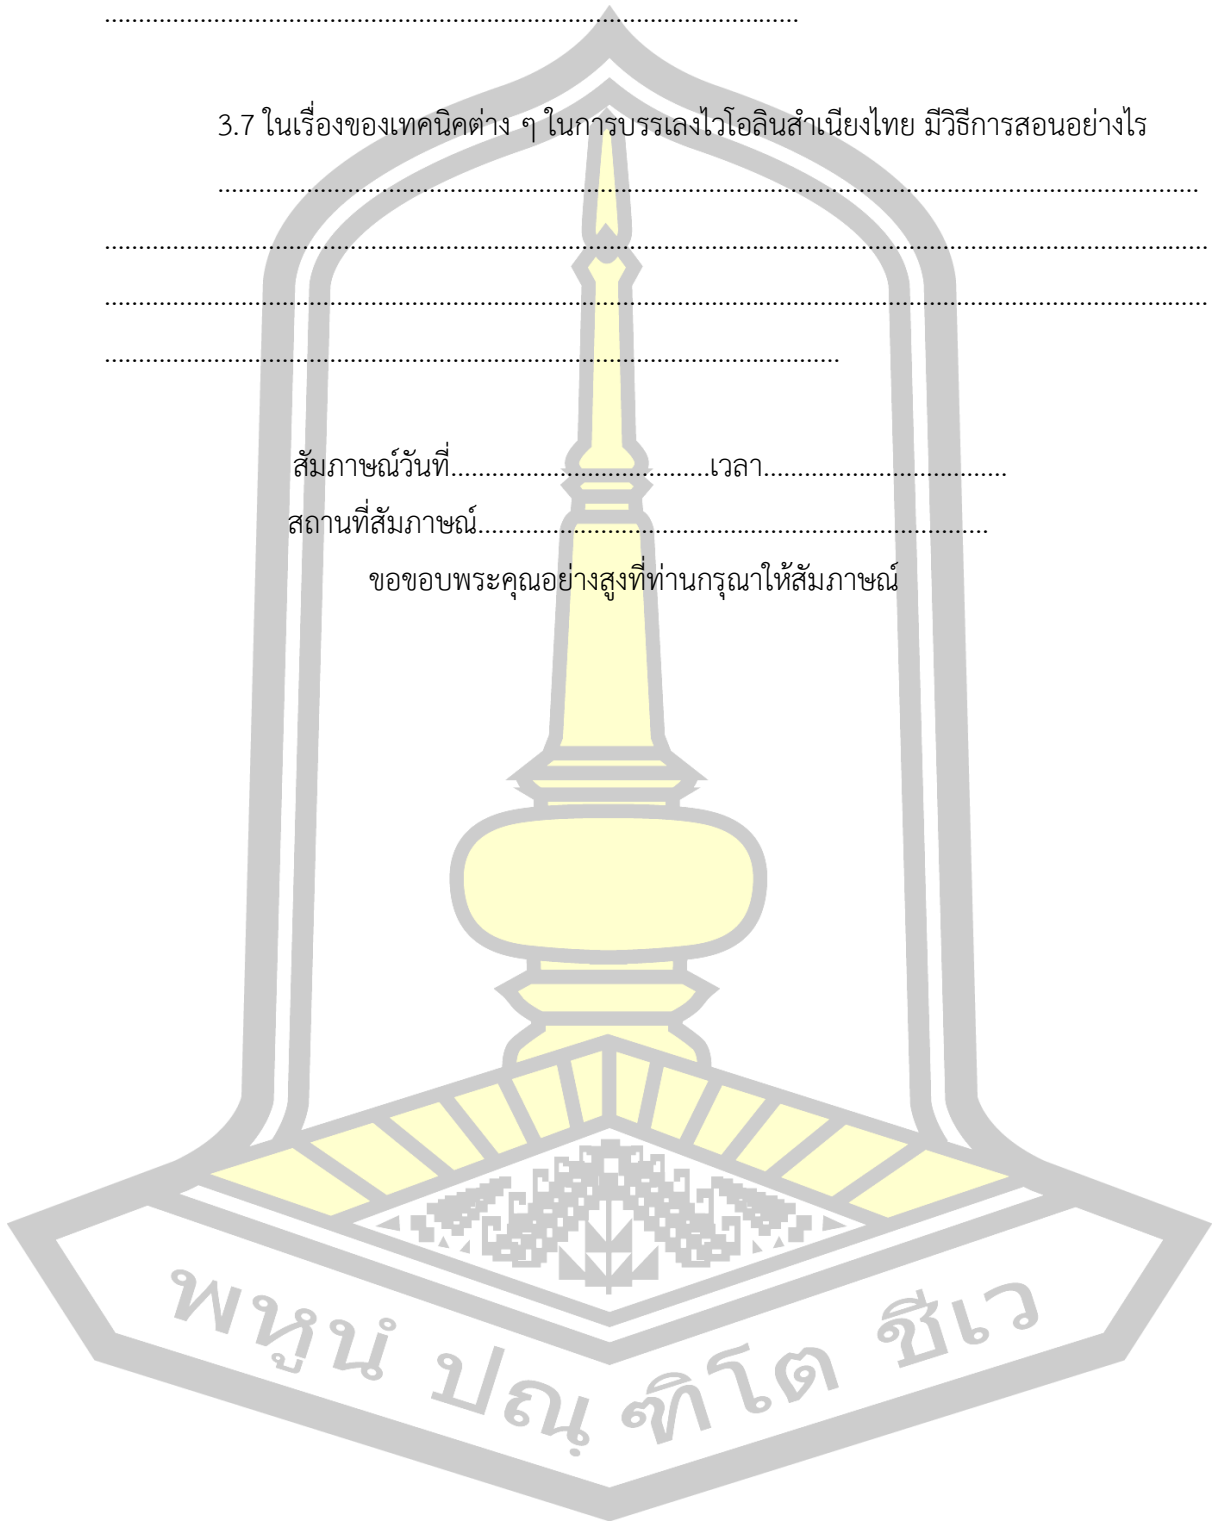 ......................................................................................................
3.7 ในเรื่องของเทคนิคต่าง ๆ ในการบรรเลงไวโอลินสำเนียงไทย มีวิธีการสอนอย่างไร
................................................................................................................................................
..................................................................................................................................................................
..................................................................................................................................................................
............................................................................................................
สัมภาษณ์วันที่......................................เวลา....................................
สถานที่สัมภาษณ์...........................................................................
ขอขอบพระคุณอย่างสูงที่ท่านกรุณาให้สัมภาษณ์
พหูนํ ปณฺฑิโต ชีเว